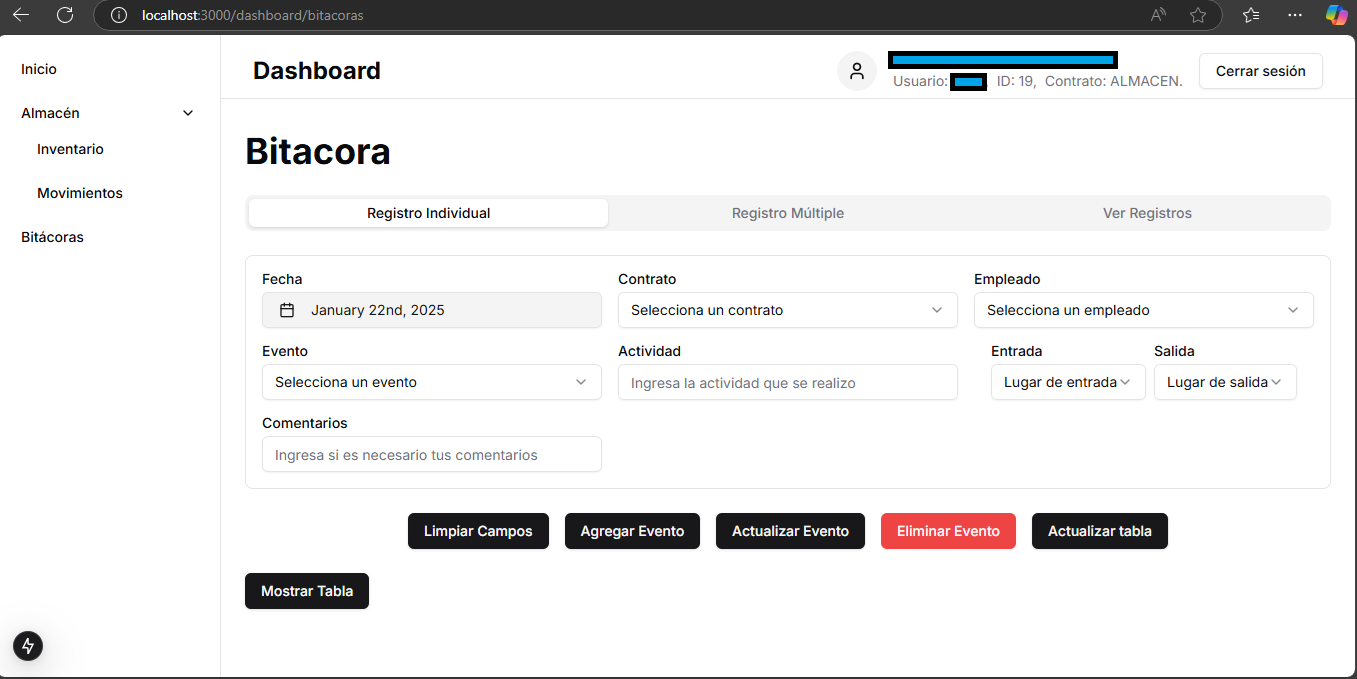 localhost:3000/dashboard/bitacoras
Inicio
Almacén
Inventario
Movimientos
Bitácoras
Dashboard
Usuario: ID: 19, Contrato: ALMACEN.
Cerrar sesión
Bitacora
Registro Individual Registro Múltiple Ver Registros
Fecha Contrato Empleado
January 22nd, 2025 Selecciona un contrato Selecciona un empleado
Evento Actividad Entrada Salida
Selecciona un evento Ingresa la actividad que se realizo Lugar de entrada Lugar de salida
Comentarios
Ingresa si es necesario tus comentarios
Limpiar Campos Agregar Evento Actualizar Evento Eliminar Evento Actualizar tabla
Mostrar Tabla